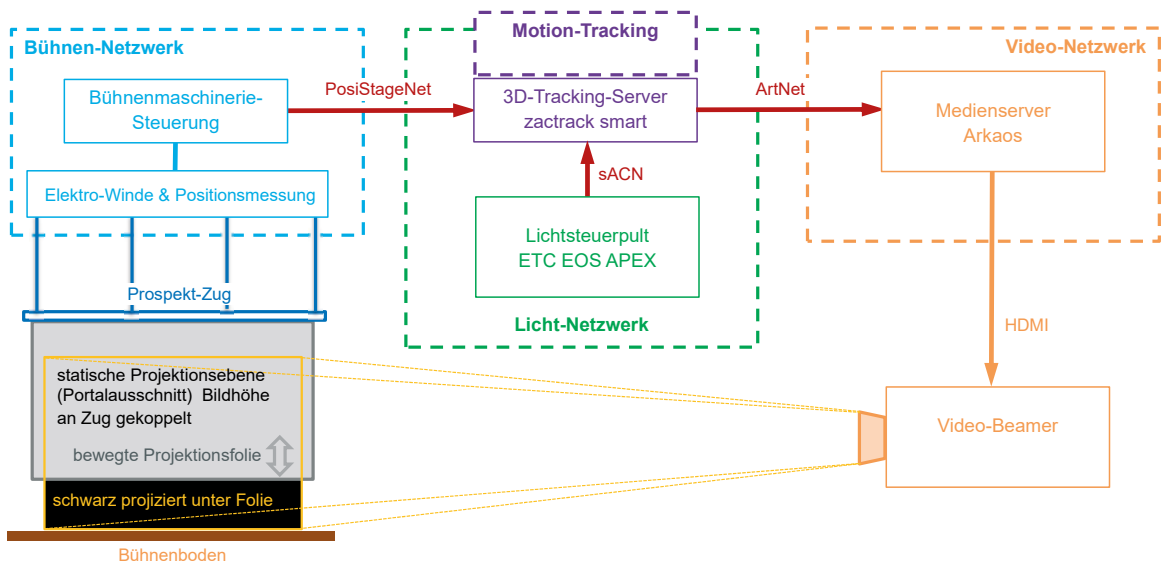 Bühnen-Netzwerk
Motion-Tracking
Video-Netzwerk
Bühnenmaschinerie-
Steuerung
PosiStageNet
3D-Tracking-Server
zactrack smart
ArtNet
Medienserver
Arkaos
Elektro-Winde & Positionsmessung
sACN
Lichtsteuerpult
ETC EOS APEX
Prospekt-Zug
Licht-Netzwerk
HDMI
statische Projektionsebene
(Portalausschnitt) Bildhöhe
an Zug gekoppelt
bewegte Projektionsfolie
Video-Beamer
schwarz projiziert unter Folie
Bühnenboden